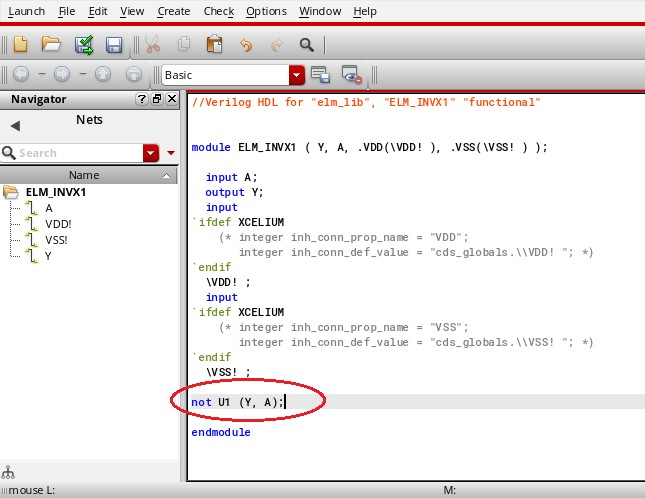 Launch File Edit View Create Check Options Window Help
Basic
Navigator
Nets
Search
Name
ELM_INVX1
A
VDD!
VSS!
Y
//Verilog HDL for "elm_lib", "ELM_INVX1" "functional"
module ELM_INVX1 ( Y, A, .VDD(\VDD! ), .VSS(\VSS! ) );
input A;
output Y;
input
`ifdef XCELIUM
(* integer inh_conn_prop_name = "VDD";
integer inh_conn_def_value = "cds_globals.\\VDD! "; *)
`endif
\VDD! ;
input
`ifdef XCELIUM
(* integer inh_conn_prop_name = "VSS";
integer inh_conn_def_value = "cds_globals.\\VSS! "; *)
`endif
\VSS! ;
not U1 (Y, A);
endmodule
mouse L: M: